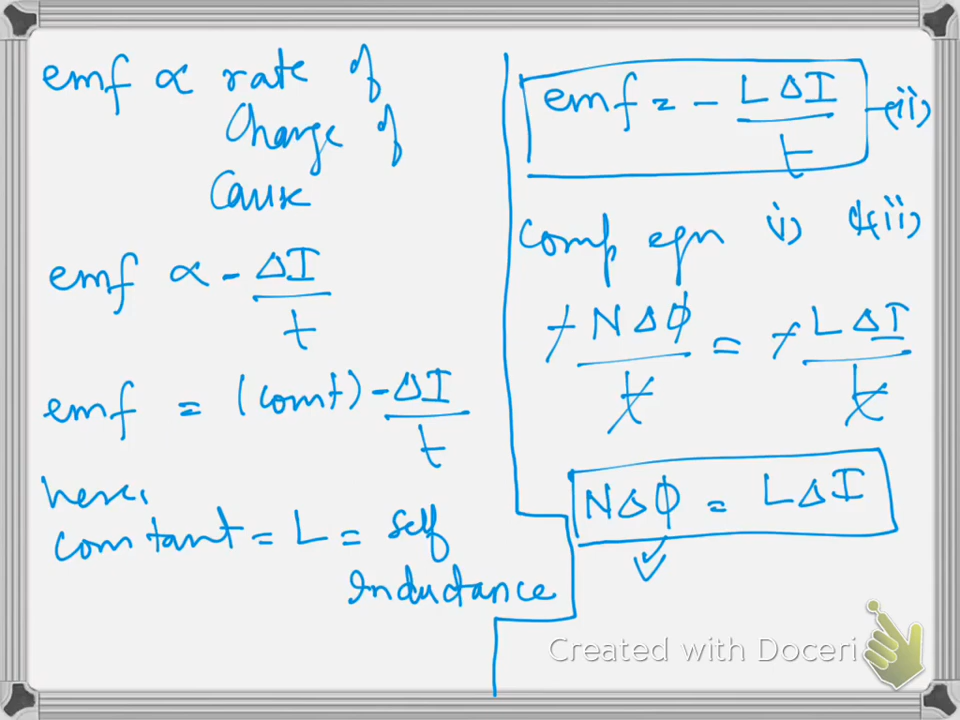 emf ∝ rate of
Change of
Cause
emf ∝ - ΔI/t
emf = (const) - ΔI/t
here,
constant = L = self
Inductance
emf = - LΔI/t -(ii)
Comp eqn i) & ii)
- NΔϕ/t = - LΔI/t
NΔϕ = LΔI
Created with Doceri